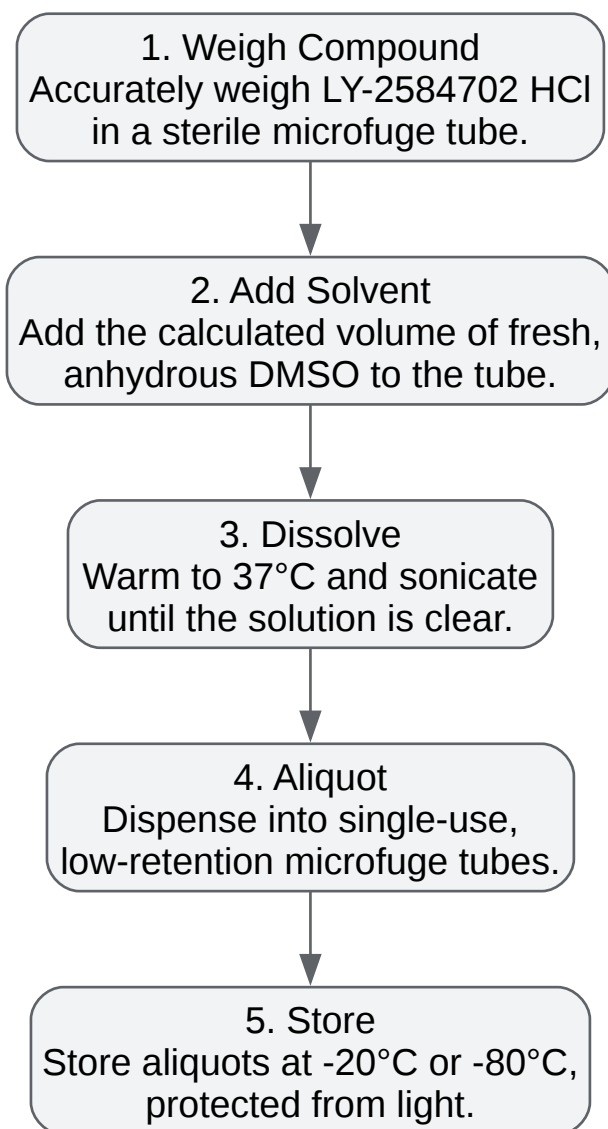 1. Weigh Compound
Accurately weigh LY-2584702 HCl
in a sterile microfuge tube.
2. Add Solvent
Add the calculated volume of fresh,
anhydrous DMSO to the tube.
3. Dissolve
Warm to 37°C and sonicate
until the solution is clear.
4. Aliquot
Dispense into single-use,
low-retention microfuge tubes.
5. Store
Store aliquots at -20°C or -80°C,
protected from light.